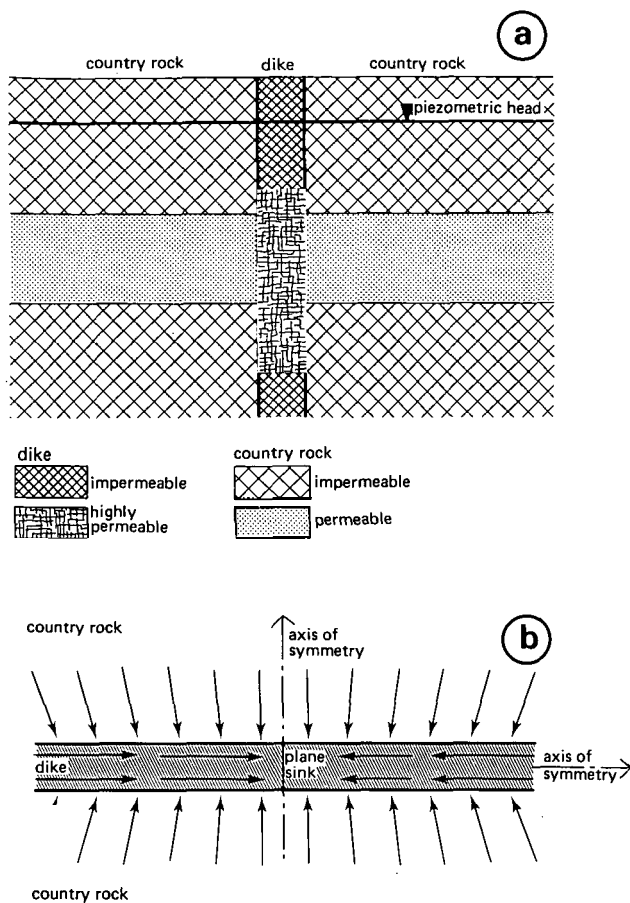 a
country rock dike country rock
piezometric head
dike
impermeable
highly
permeable
country rock
impermeable
permeable
b
country rock
axis of
symmetry
dike
plane
sink
axis of
symmetry
country rock